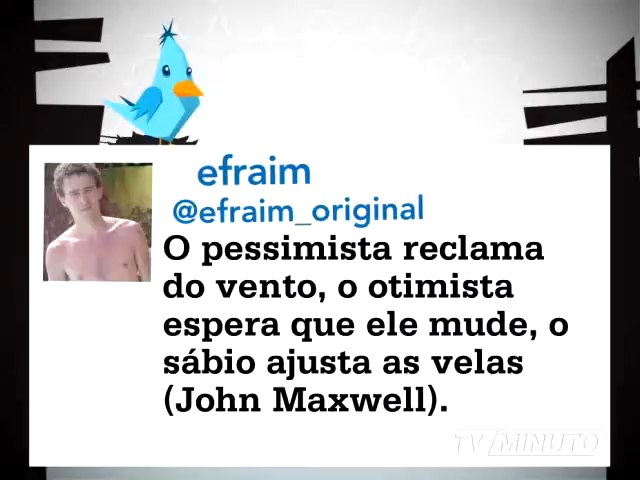 efraim
@efraim_original
O pessimista reclama
do vento, o otimista
espera que ele mude, o
sábio ajusta as velas
(John Maxwell).
TV MINUTO